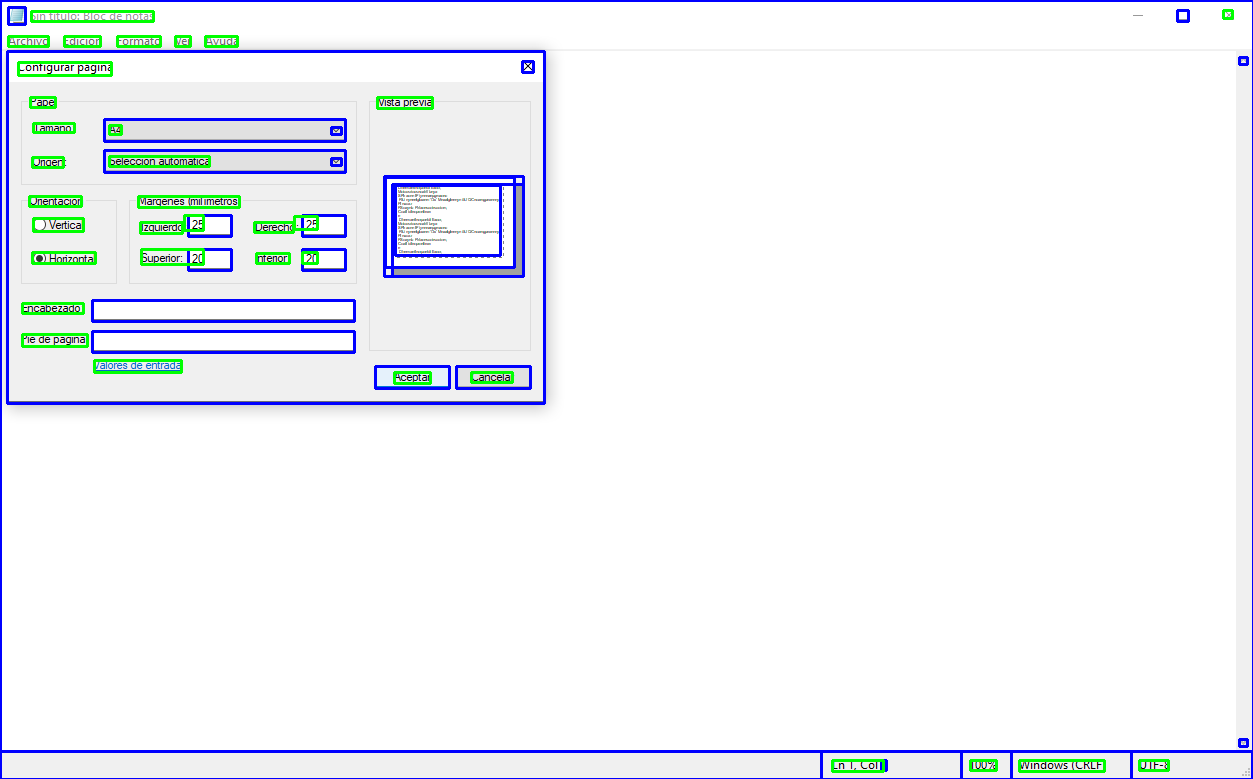 Sin título: Bloc de notas
Archivo Edición Formato Ver Ayuda
Configurar página
Papel
Tamaño:
A4
Origen:
Selección automática
Orientación
Vertical
Horizontal
Márgenes (milímetros)
Izquierdo: 25 Derecho: 25
Superior: 20 Inferior: 20
Encabezado:
Pie de página:
Valores de entrada
Vista previa
Aceptar Cancelar
Ln 1, Col 1 100% Windows (CRLF) UTF-8